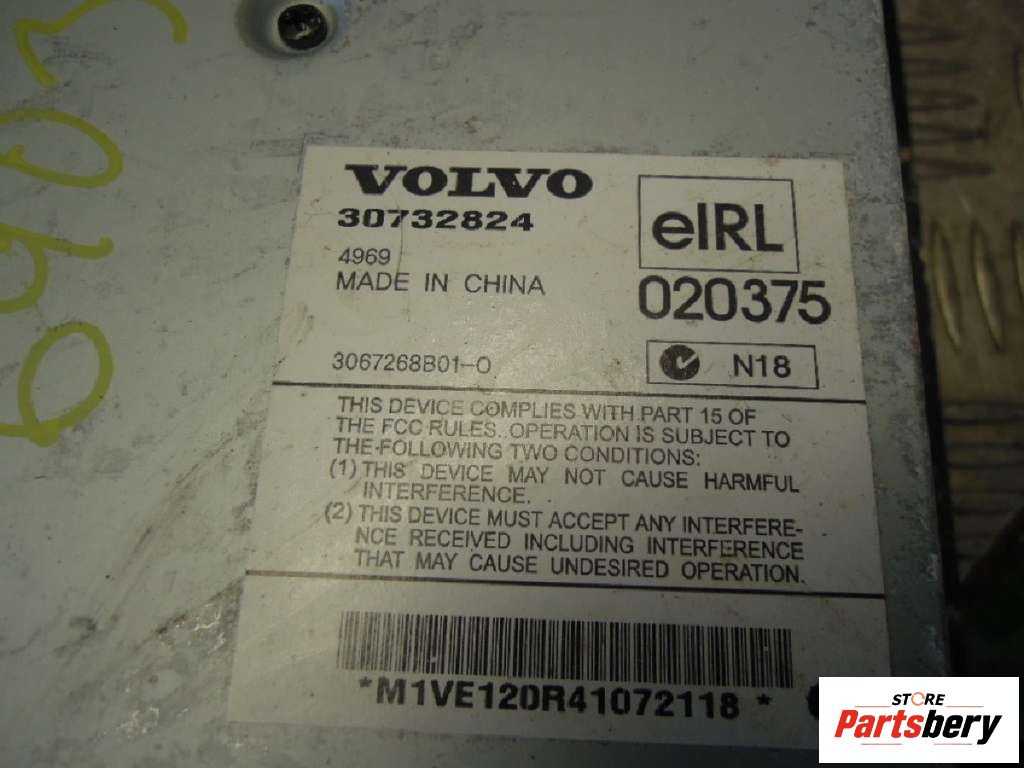 VOLVO
30732824
4969
MADE IN CHINA
eIRL
020375
3067268B01-0
N18
THIS DEVICE COMPLIES WITH PART 15 OF
THE FCC RULES. OPERATION IS SUBJECT TO
THE FOLLOWING TWO CONDITIONS:
(1) THIS DEVICE MAY NOT CAUSE HARMFUL
INTERFERENCE.
(2) THIS DEVICE MUST ACCEPT ANY INTERFERE-
NCE RECEIVED INCLUDING INTERFERENCE
THAT MAY CAUSE UNDESIRED OPERATION.
*M1VE120R41072118*
STORE
Partsbery